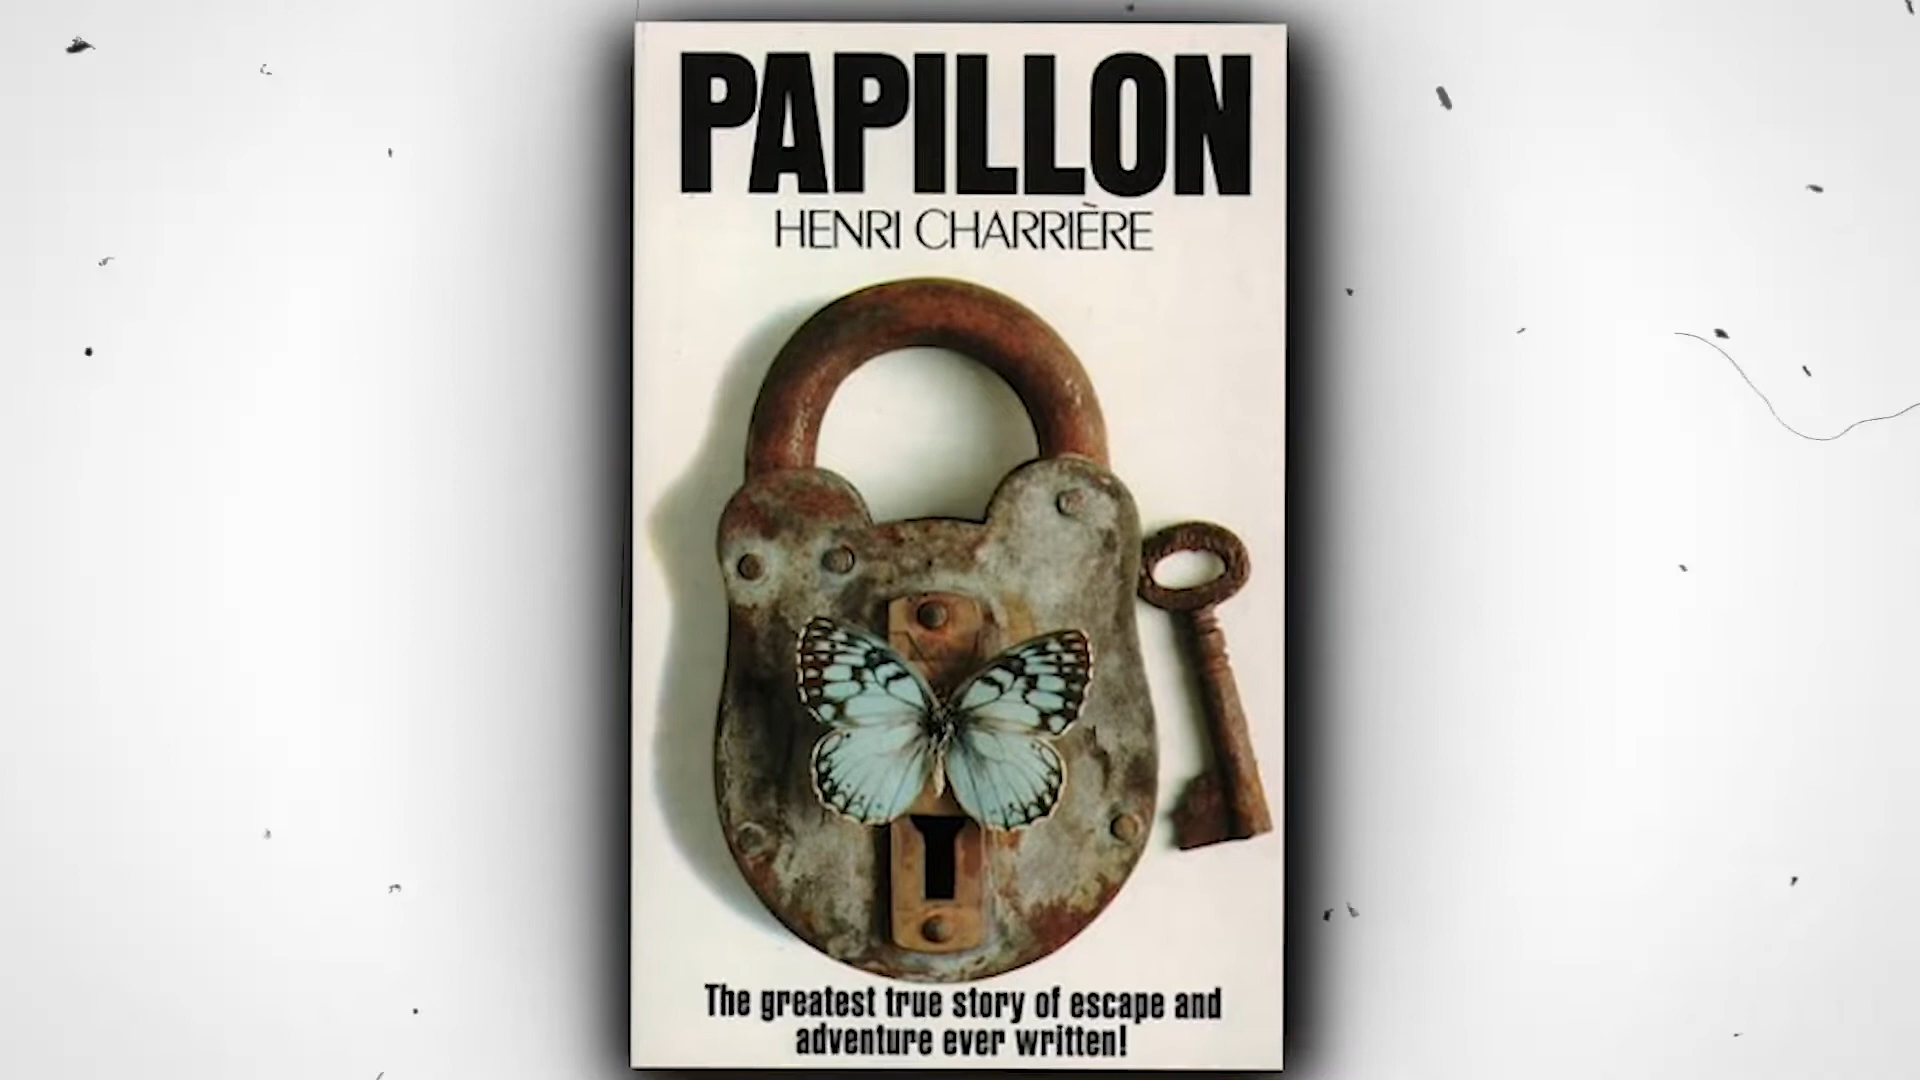 PAPILLON
HENRI CHARRIÈRE
The greatest true story of escape and
adventure ever written!